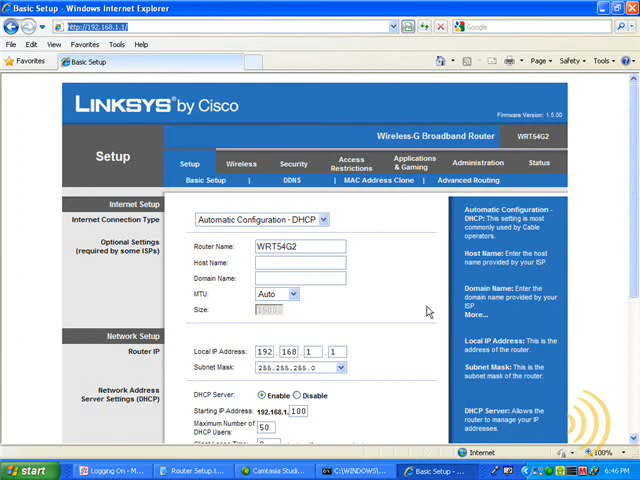 Basic Setup - Windows Internet Explorer
http://192.168.1.1/
Google
File Edit View Favorites Tools Help
Favorites Basic Setup Page Safety Tools
LINKSYS® by Cisco
Firmware Version: 1.5.00
Wireless-G Broadband Router WRT54G2
Setup
Setup Wireless Security Access Restrictions Applications & Gaming Administration Status
Basic Setup | DDNS | MAC Address Clone | Advanced Routing
Internet Setup
Internet Connection Type
Automatic Configuration - DHCP
Optional Settings
(required by some ISPs)
Router Name: WRT54G2
Host Name:
Domain Name:
MTU: Auto
Size:
Network Setup
Router IP
Local IP Address: 192 . 168 . 1 . 1
Subnet Mask: 255.255.255.0
Network Address
Server Settings (DHCP)
DHCP Server: Enable Disable
Starting IP Address: 192.168.1. 100
Maximum Number of
DHCP Users: 50
Automatic Configuration -
DHCP: This setting is most
commonly used by Cable
operators.
Host Name: Enter the host
name provided by your ISP.
Domain Name: Enter the
domain name provided by your
ISP.
More...
Local IP Address: This is the
address of the router.
Subnet Mask: This is the
subnet mask of the router.
DHCP Server: Allows the
router to manage your IP
addresses.
Internet 100%
start Logging On - M... Router Setup.t... Camtasia Studi... C:\WINDOWS\... Basic Setup - ... 6:46 PM